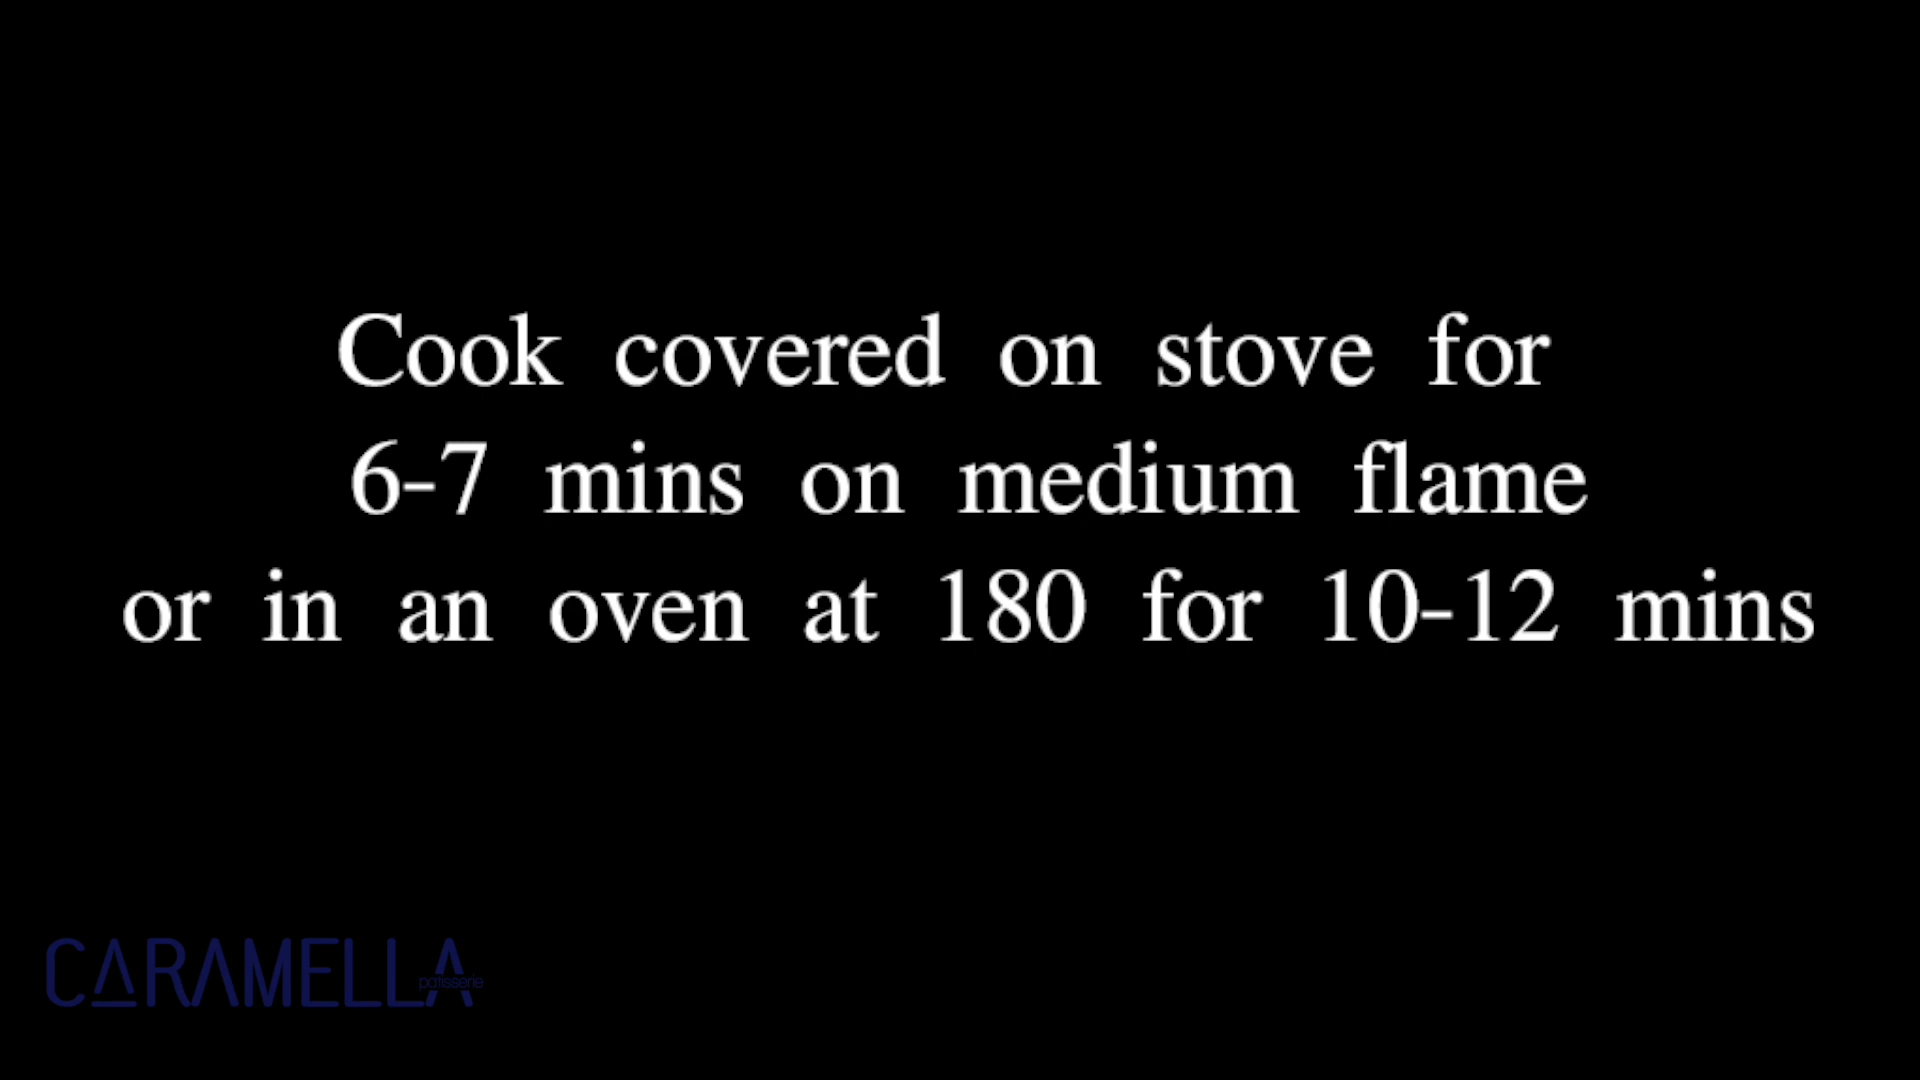 Cook covered on stove for
6-7 mins on medium flame
or in an oven at 180 for 10-12 mins
CARAMELLA
patisserie